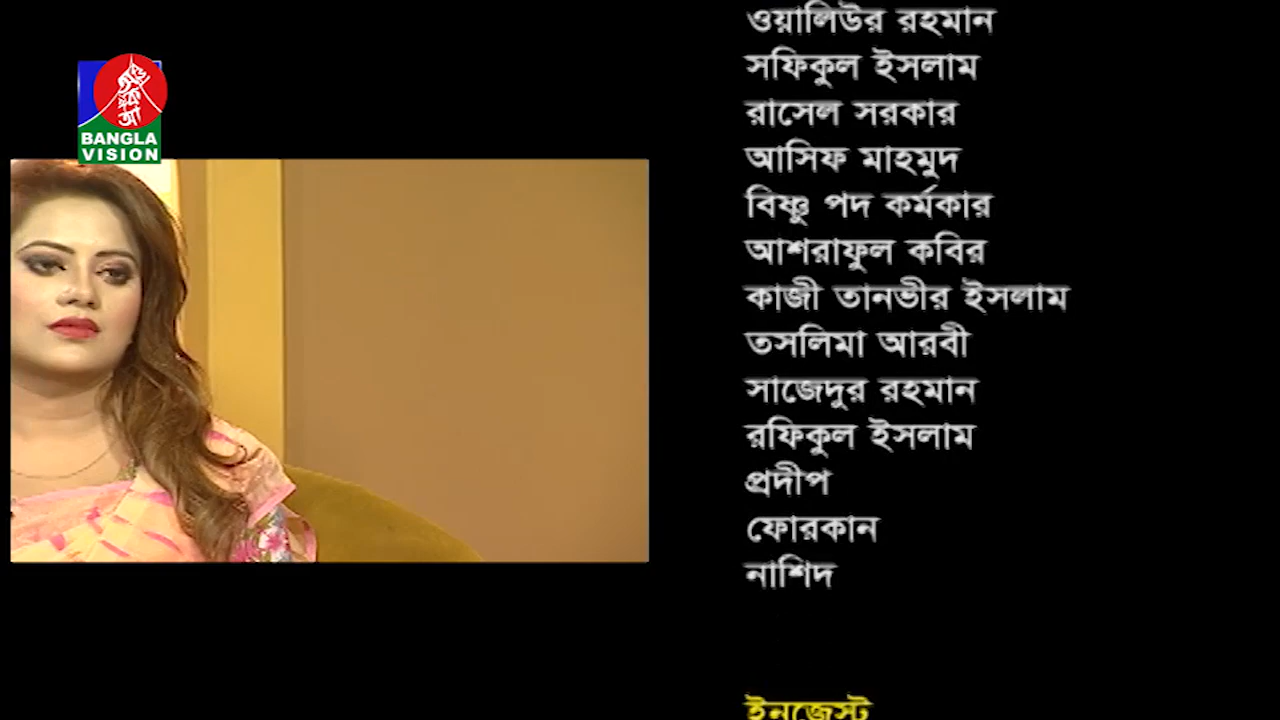 BANGLA
VISION
ওয়ালিউর রহমান
সফিকুল ইসলাম
রাসেল সরকার
আসিফ মাহমুদ
বিষ্ণু পদ কর্মকার
আশরাফুল কবির
কাজী তানভীর ইসলাম
তসলিমা আরবী
সাজেদুর রহমান
রফিকুল ইসলাম
প্রদীপ
ফোরকান
নাশিদ
ইনজেস্ট